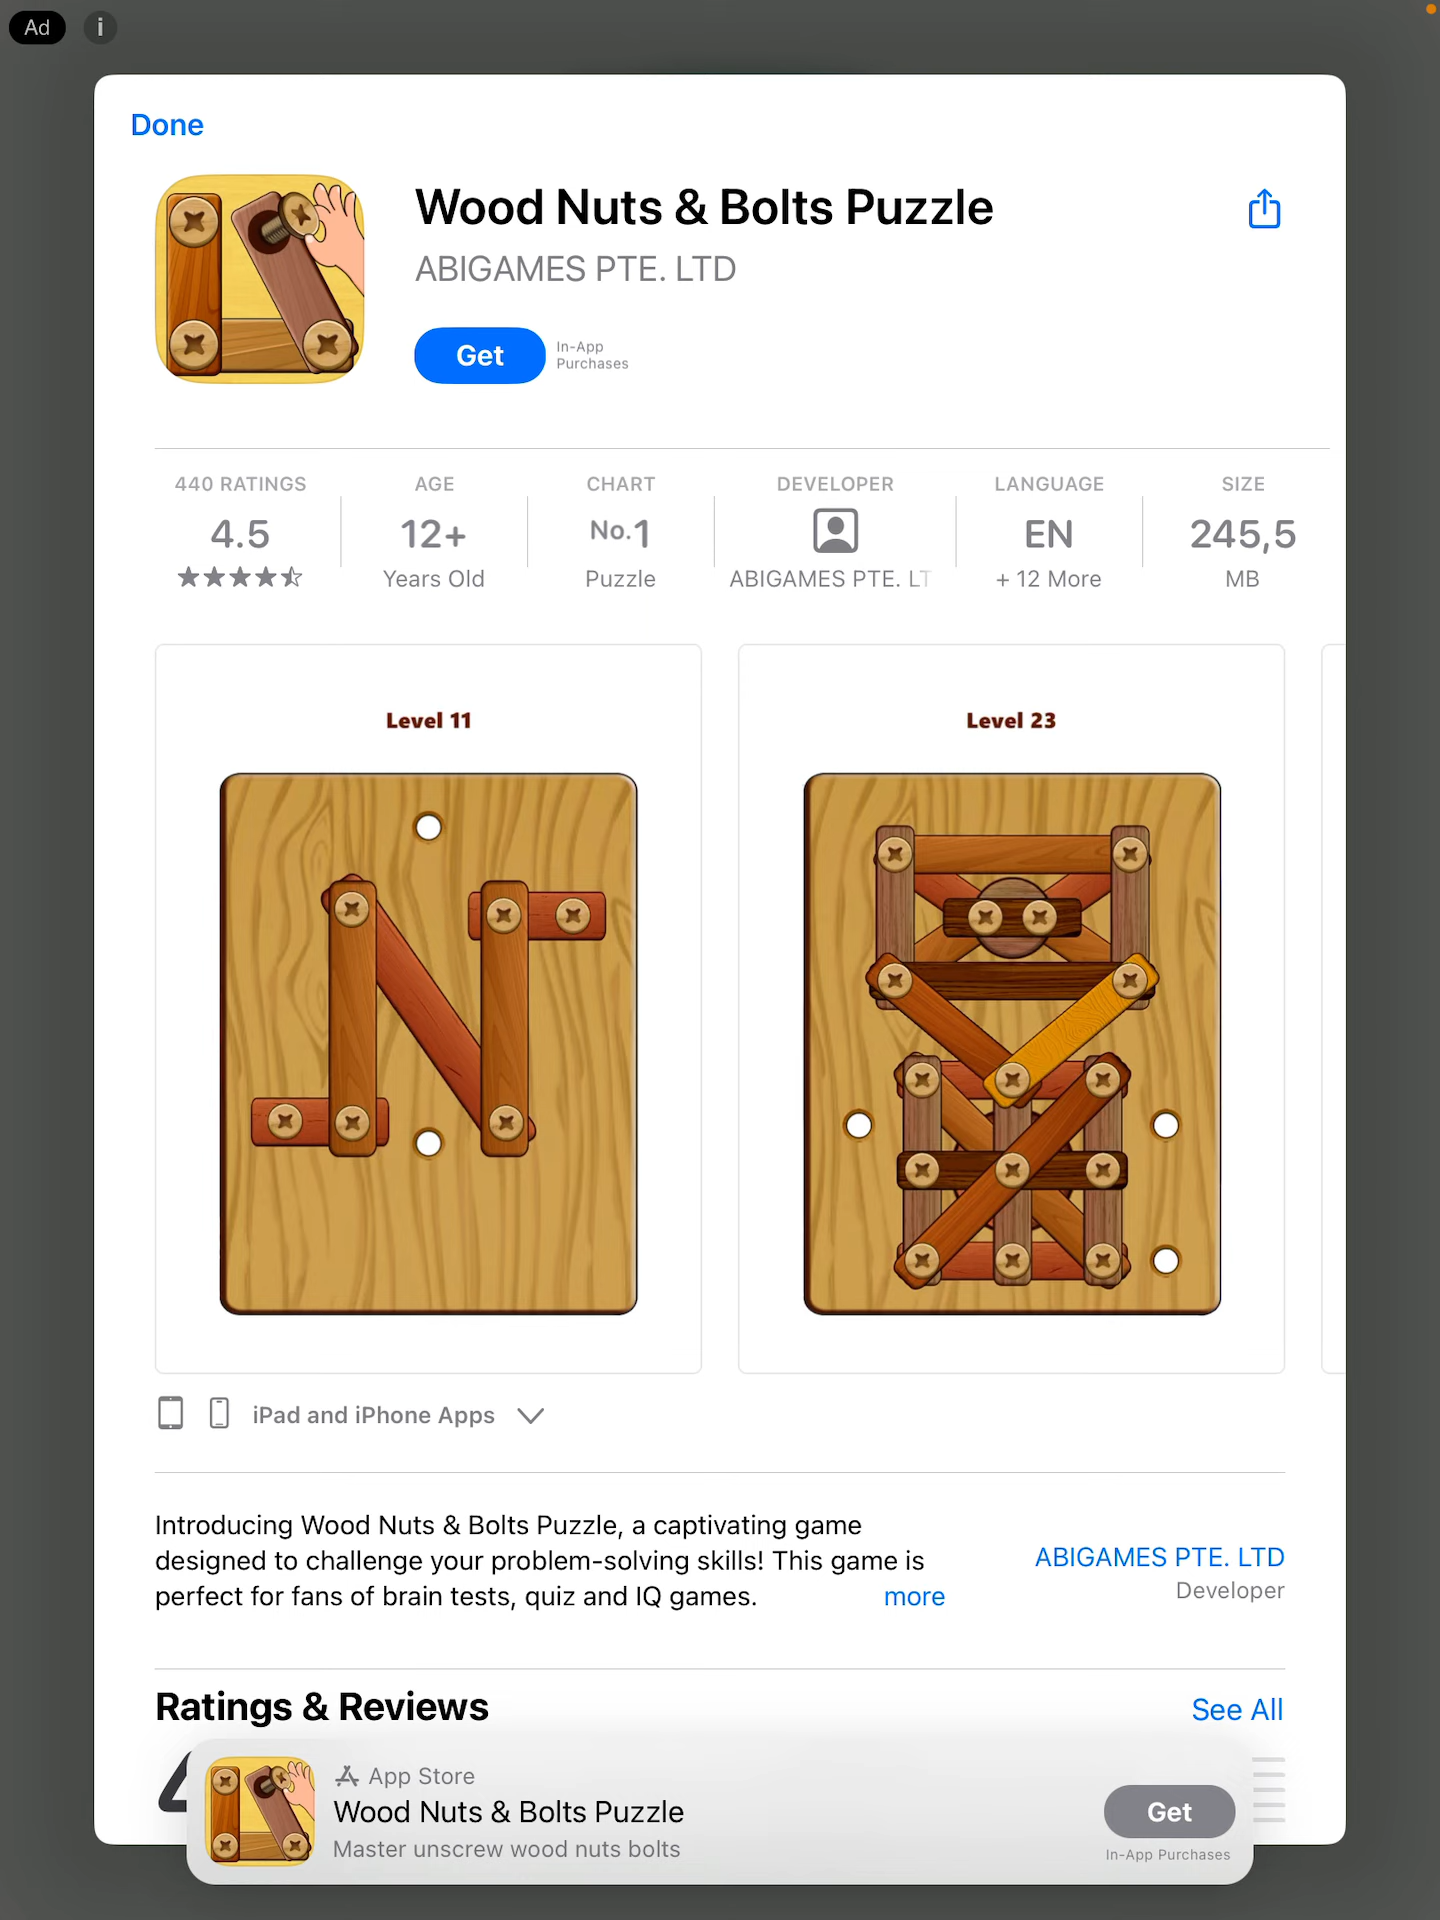 Ad
i
Done
Wood Nuts & Bolts Puzzle
ABIGAMES PTE. LTD
Get
In-App
Purchases
440 RATINGS
4.5
AGE
12+
Years Old
CHART
No.1
Puzzle
DEVELOPER
ABIGAMES PTE. LT
LANGUAGE
EN
+ 12 More
SIZE
245,5
MB
Level 11
Level 23
iPad and iPhone Apps
Introducing Wood Nuts & Bolts Puzzle, a captivating game
designed to challenge your problem-solving skills! This game is
perfect for fans of brain tests, quiz and IQ games.
more
ABIGAMES PTE. LTD
Developer
Ratings & Reviews
See All
App Store
Wood Nuts & Bolts Puzzle
Master unscrew wood nuts bolts
Get
In-App Purchases